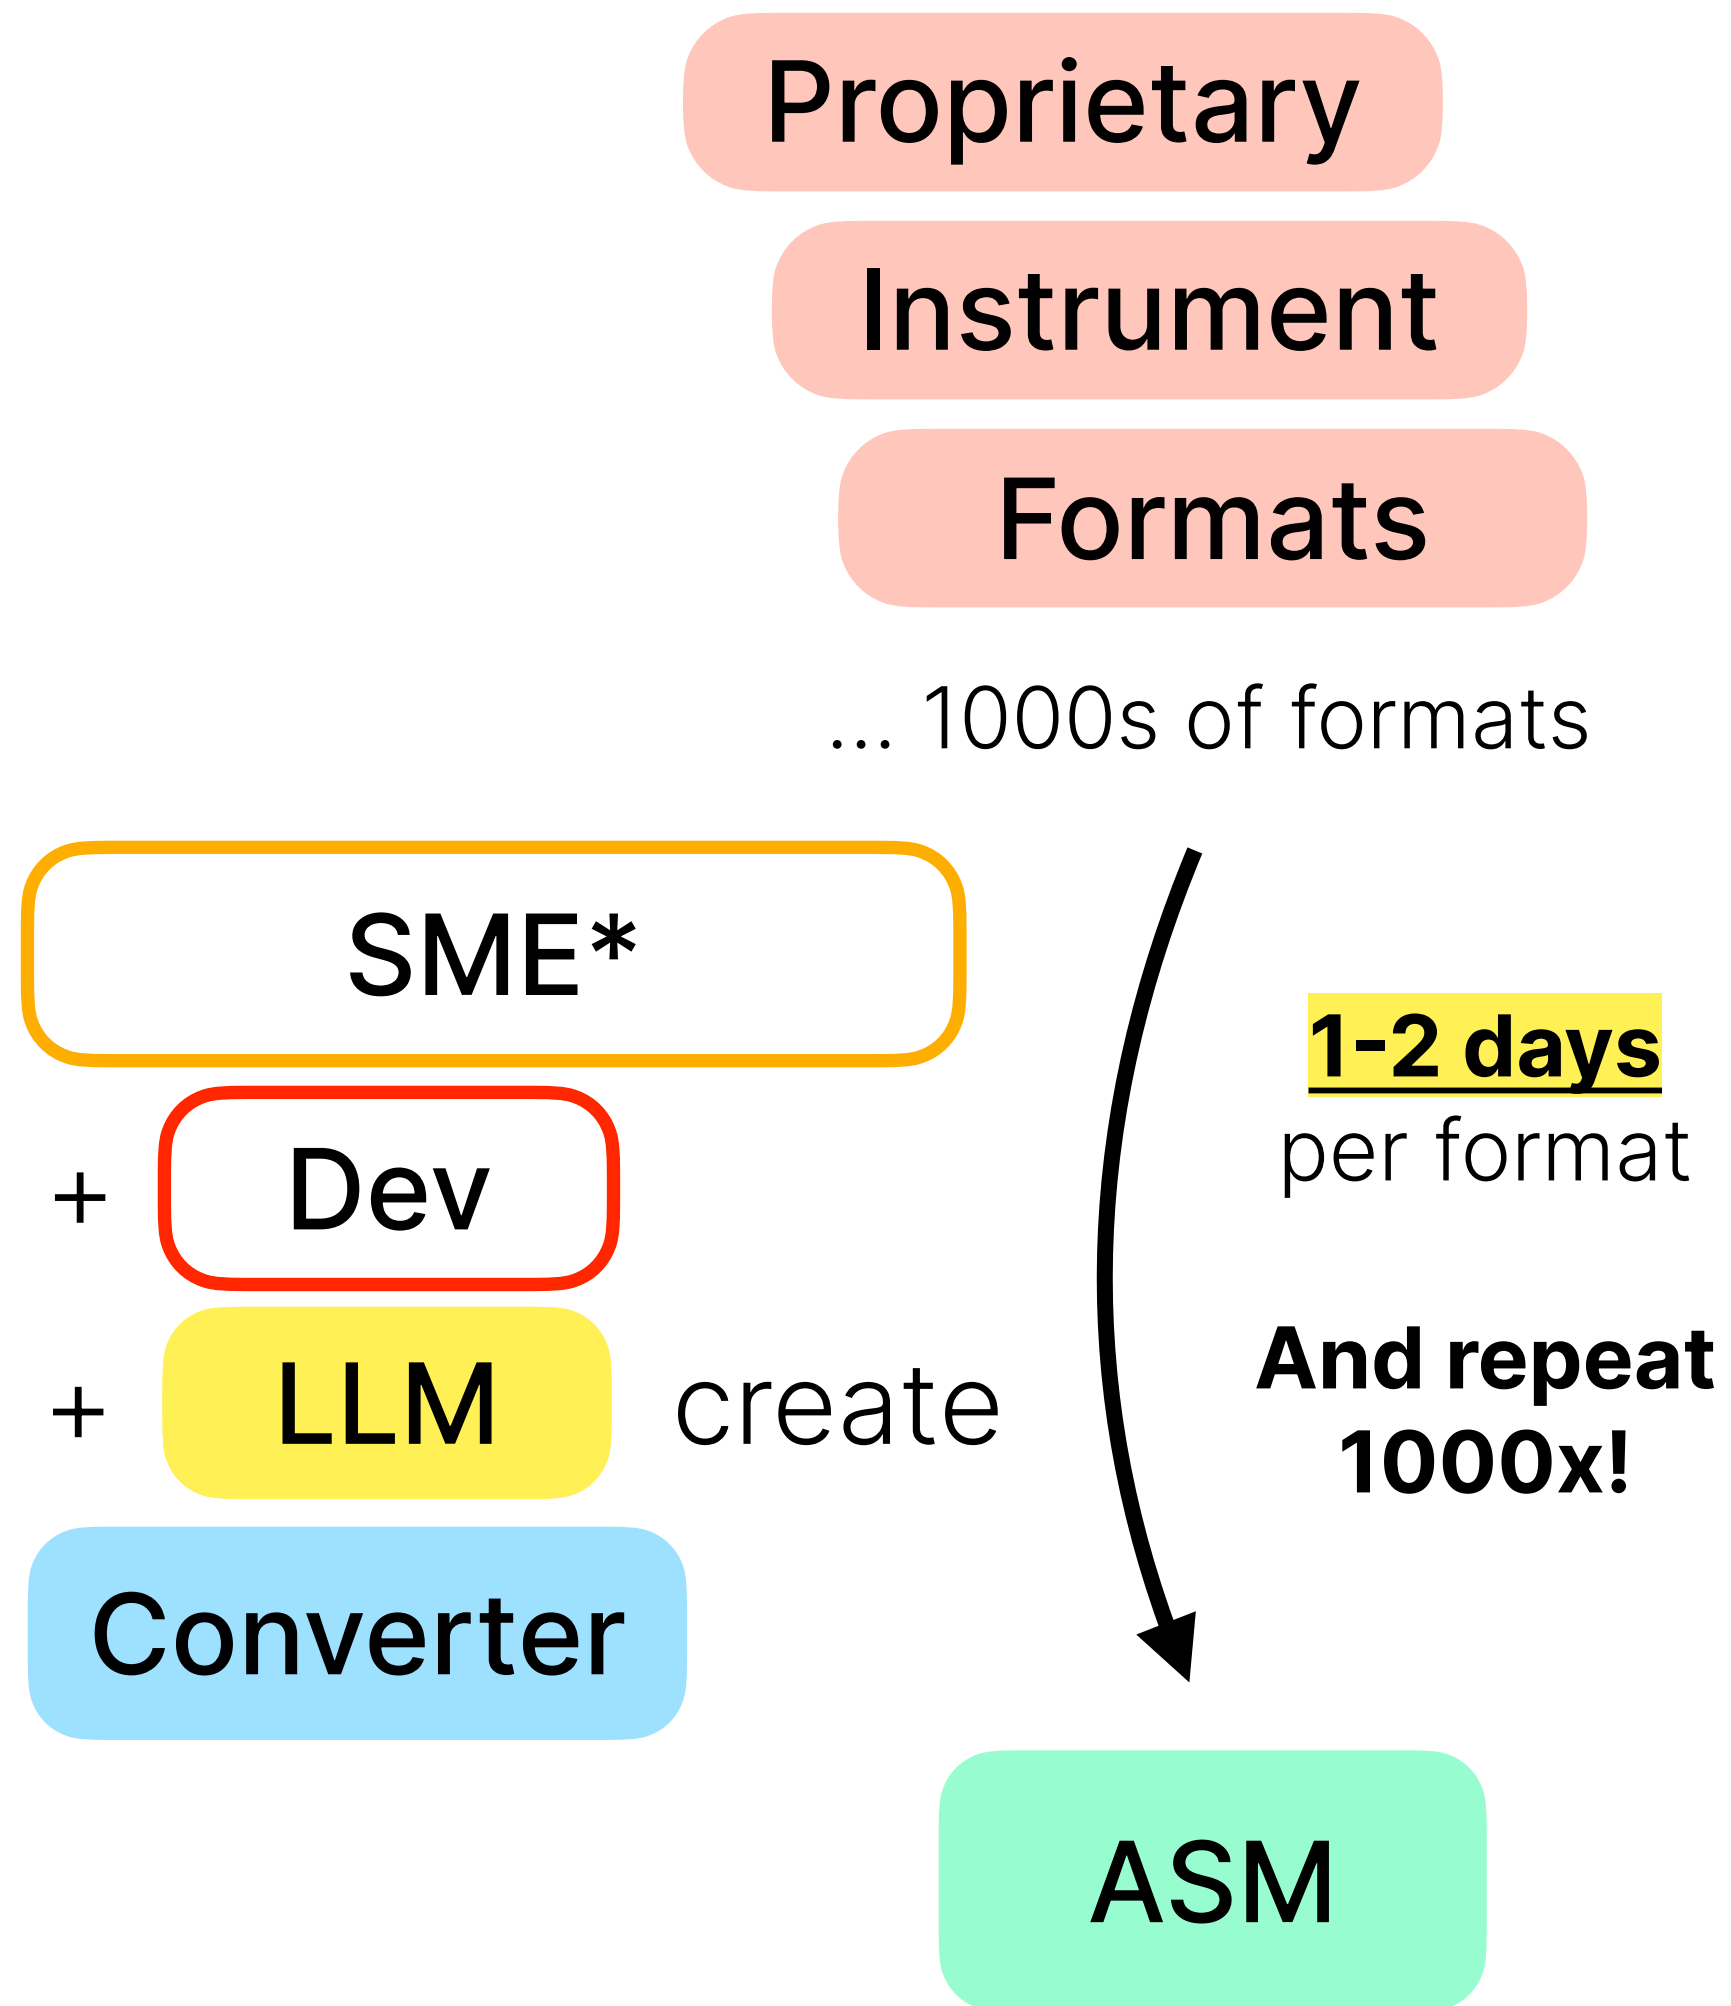 Proprietary
Instrument
Formats
... 1000s of formats
SME*
+ Dev
+ LLM create
Converter
1-2 days
per format
And repeat
1000x!
ASM